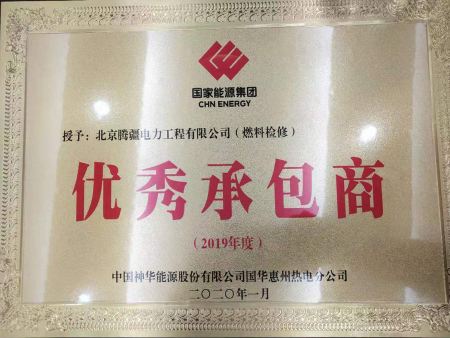 国家能源集团
CHN ENERGY
授予：北京腾疆电力工程有限公司（燃料检修）
优秀承包商
（2019年度）
中国神华能源股份有限公司国华惠州热电分公司
二〇二〇年一月